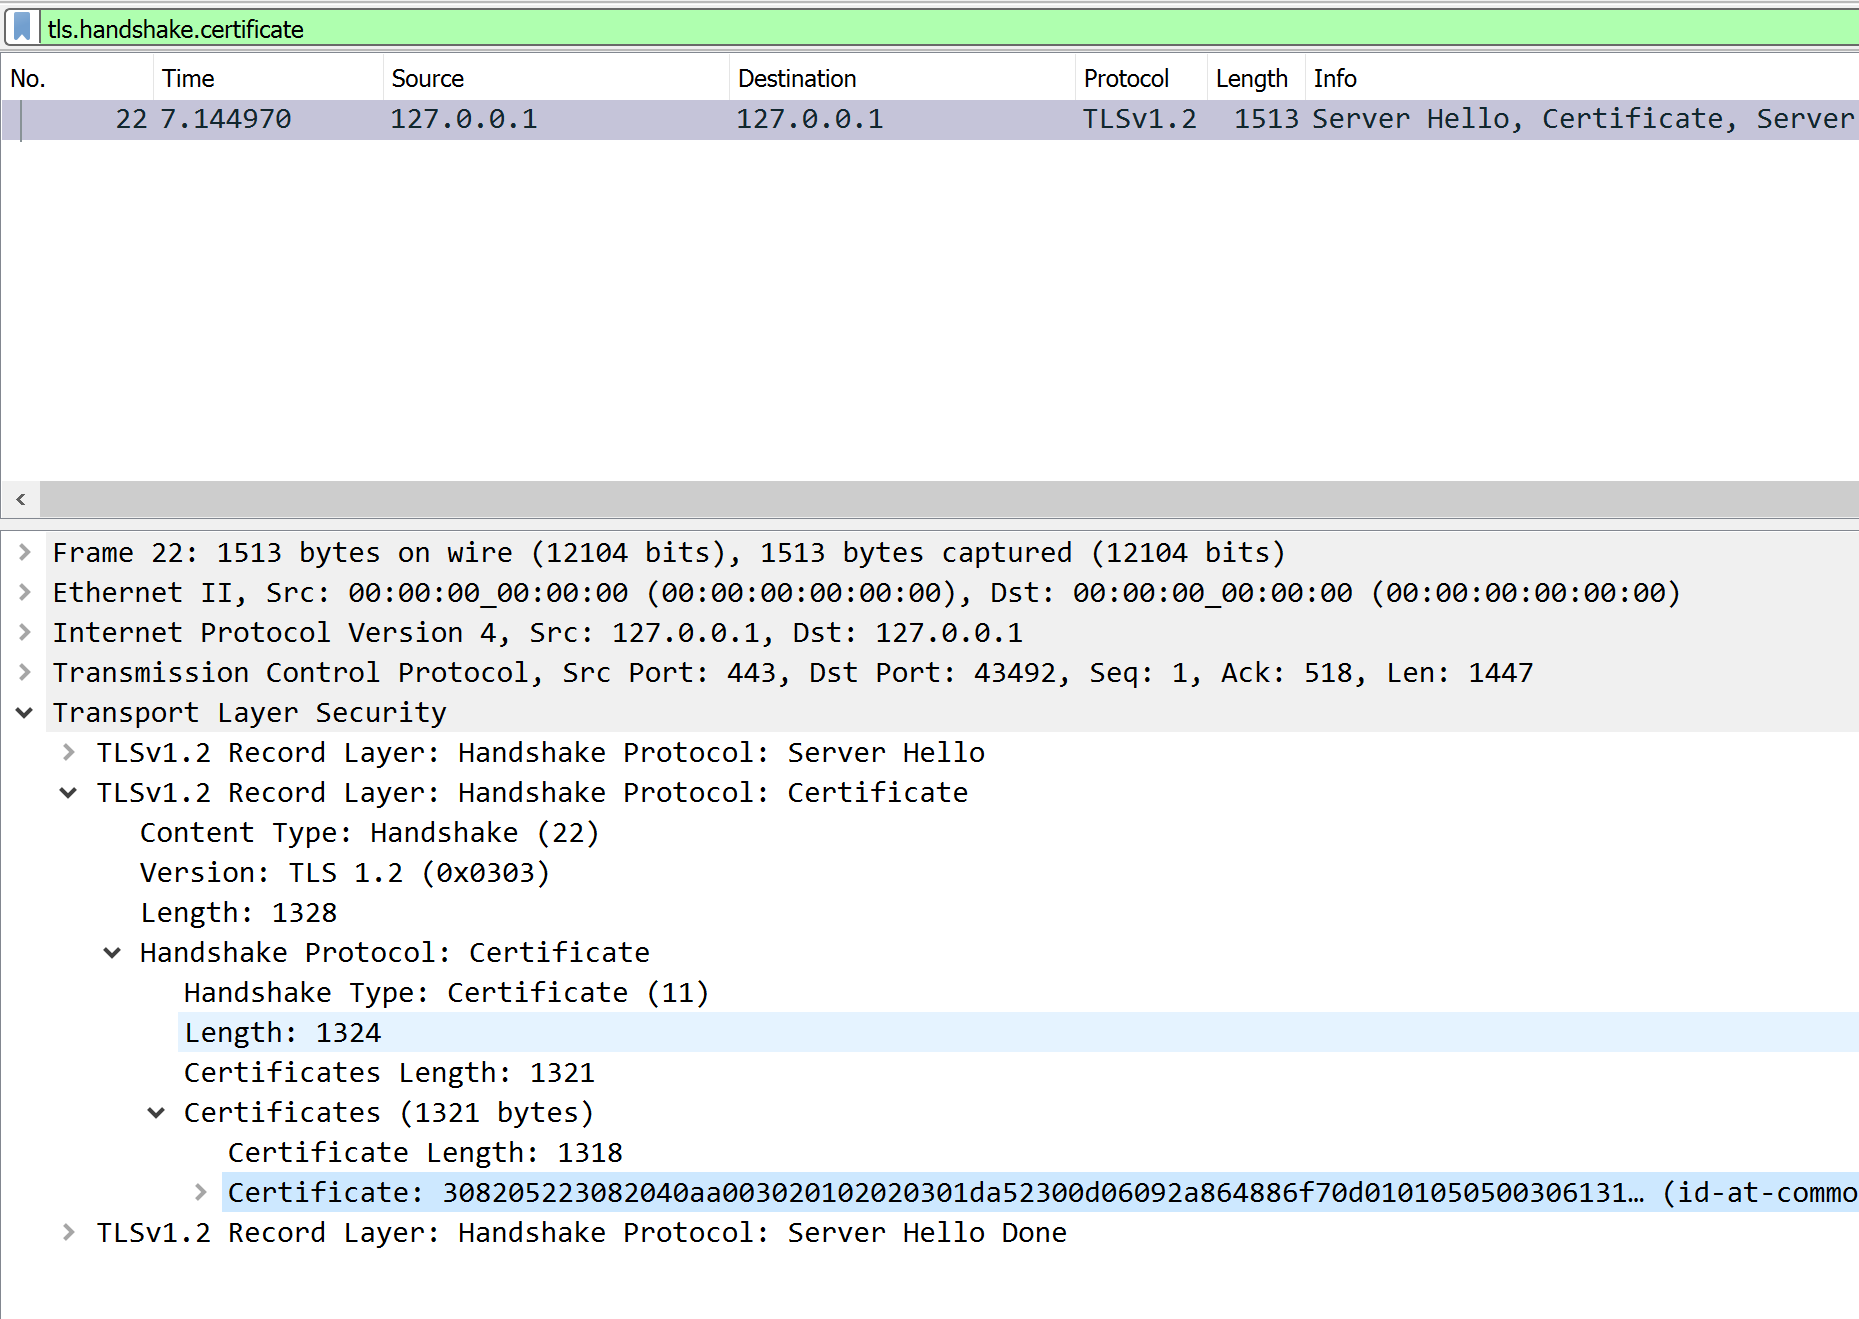 tls.handshake.certificate
No. Time Source Destination Protocol Length Info
22 7.144970 127.0.0.1 127.0.0.1 TLSv1.2 1513 Server Hello, Certificate, Server
Frame 22: 1513 bytes on wire (12104 bits), 1513 bytes captured (12104 bits)
Ethernet II, Src: 00:00:00_00:00:00 (00:00:00:00:00:00), Dst: 00:00:00_00:00:00 (00:00:00:00:00:00)
Internet Protocol Version 4, Src: 127.0.0.1, Dst: 127.0.0.1
Transmission Control Protocol, Src Port: 443, Dst Port: 43492, Seq: 1, Ack: 518, Len: 1447
Transport Layer Security
TLSv1.2 Record Layer: Handshake Protocol: Server Hello
TLSv1.2 Record Layer: Handshake Protocol: Certificate
Content Type: Handshake (22)
Version: TLS 1.2 (0x0303)
Length: 1328
Handshake Protocol: Certificate
Handshake Type: Certificate (11)
Length: 1324
Certificates Length: 1321
Certificates (1321 bytes)
Certificate Length: 1318
Certificate: 308205223082040aa003020102020301da52300d06092a864886f70d0101050500306131… (id-at-commo
TLSv1.2 Record Layer: Handshake Protocol: Server Hello Done